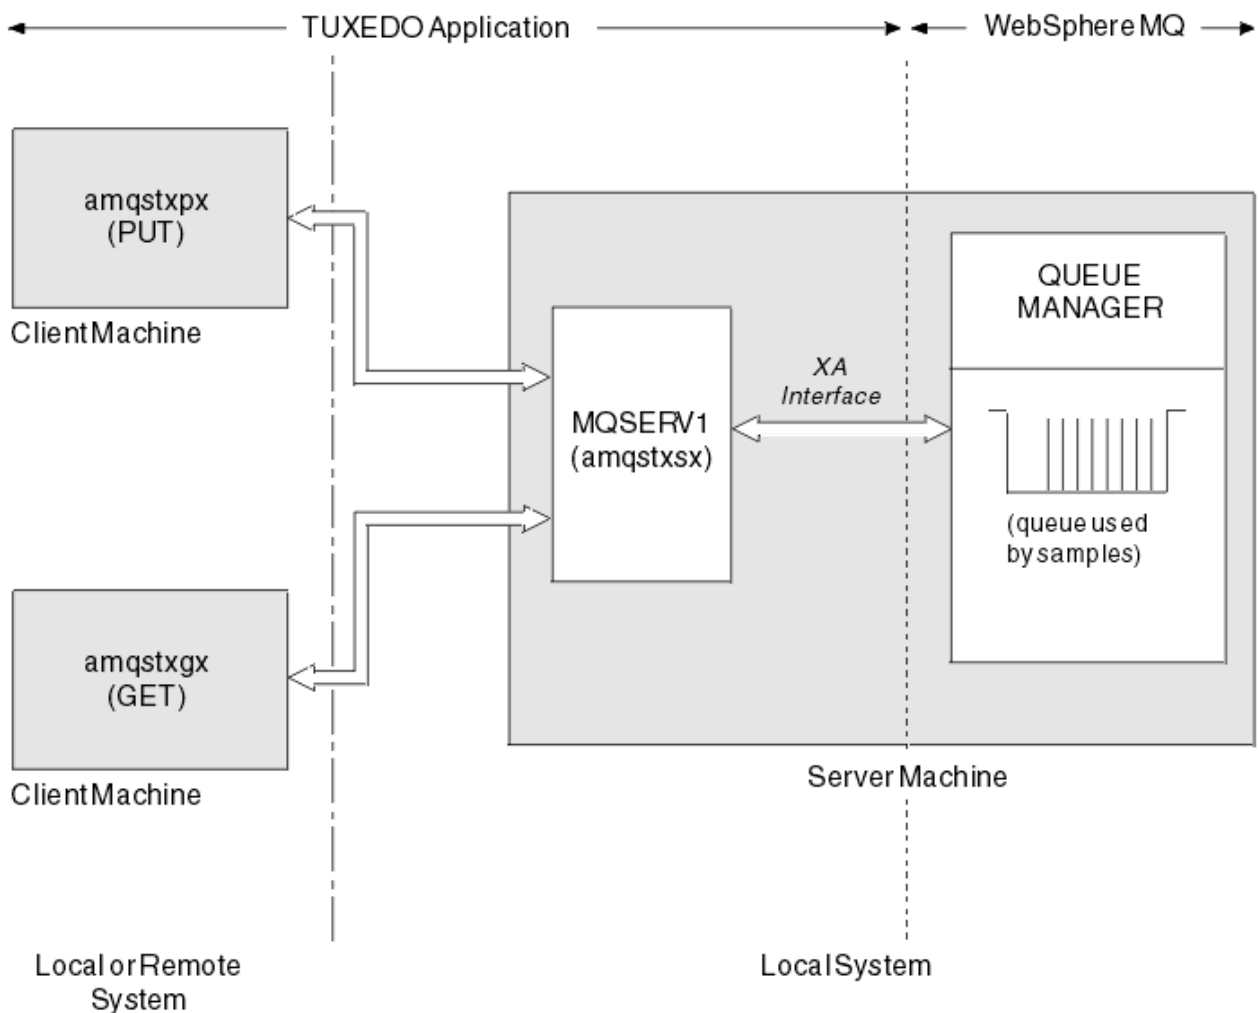 TUXEDO Application
WebSphere MQ
amqstxpx
(PUT)
Client Machine
QUEUE
MANAGER
XA
Interface
MQSERV1
(amqstxsx)
(queue used
by samples)
amqstxgx
(GET)
Client Machine
Server Machine
Local or Remote
System
Local System